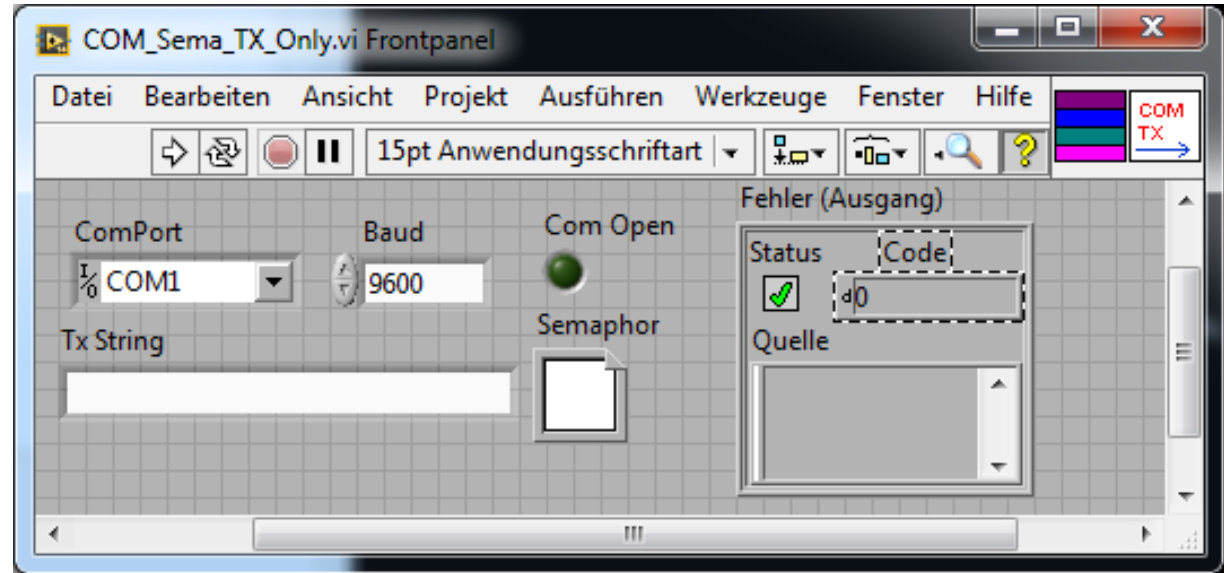 COM_Sema_TX_Only.vi Frontpanel
Datei Bearbeiten Ansicht Projekt Ausführen Werkzeuge Fenster Hilfe
COM
TX
15pt Anwendungsschriftart
Fehler (Ausgang)
ComPort Baud Com Open
Status Code
I/O COM1 9600
d0
Tx String Semaphor
Quelle